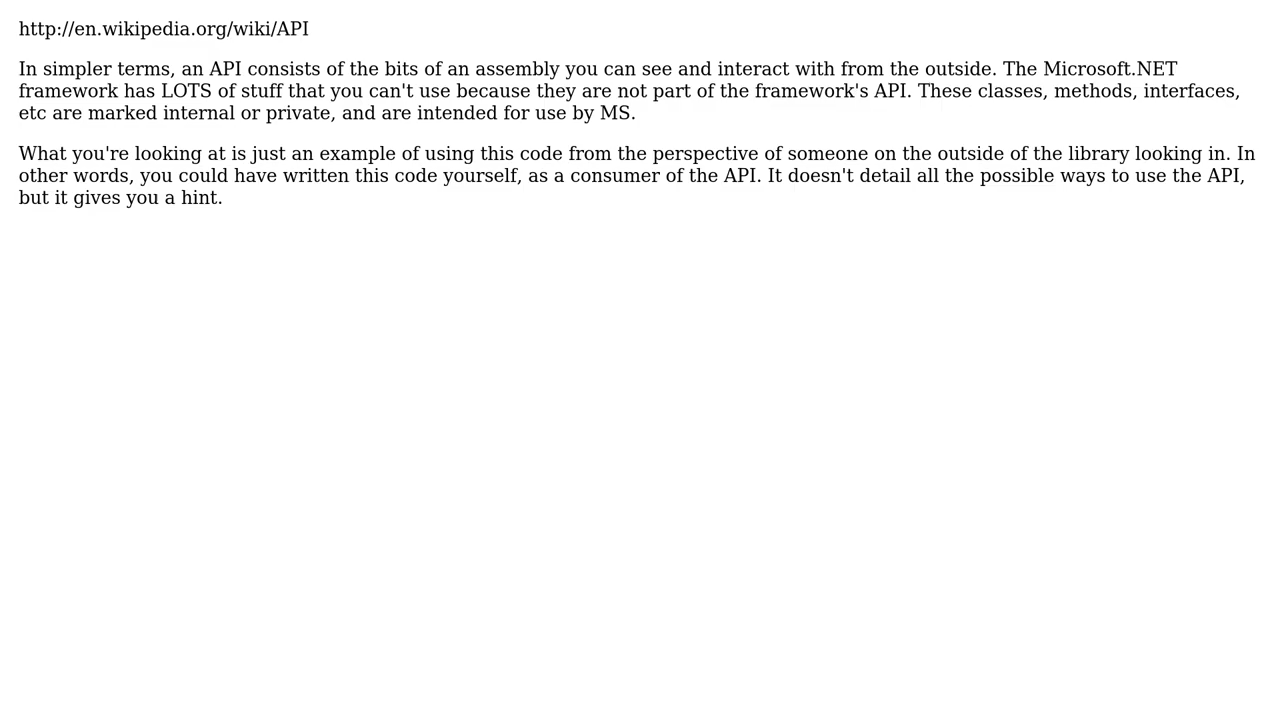 http://en.wikipedia.org/wiki/API
In simpler terms, an API consists of the bits of an assembly you can see and interact with from the outside. The Microsoft.NET
framework has LOTS of stuff that you can't use because they are not part of the framework's API. These classes, methods, interfaces,
etc are marked internal or private, and are intended for use by MS.
What you're looking at is just an example of using this code from the perspective of someone on the outside of the library looking in. In
other words, you could have written this code yourself, as a consumer of the API. It doesn't detail all the possible ways to use the API,
but it gives you a hint.